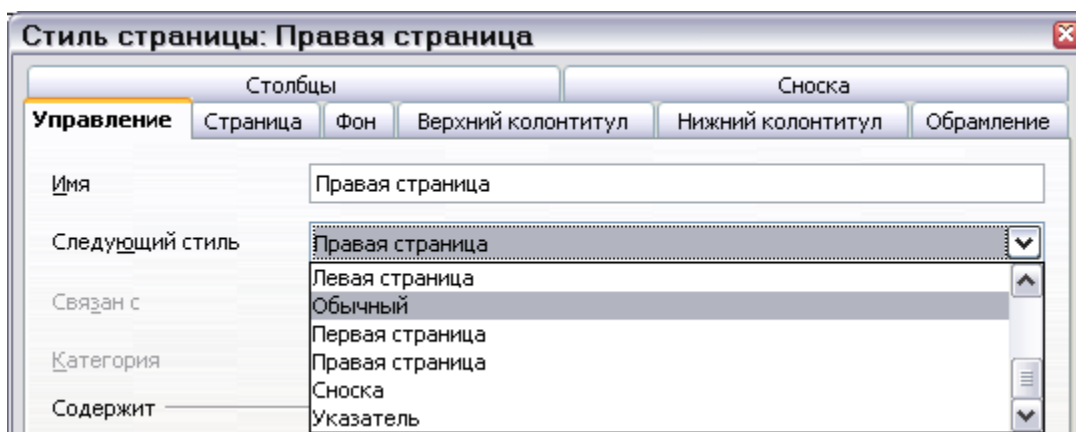 Стиль страницы: Правая страница
Столбцы Сноска
Управление Страница Фон Верхний колонтитул Нижний колонтитул Обрамление
Имя Правая страница
Следующий стиль Правая страница
Левая страница
Связан с Обычный
Первая страница
Категория Правая страница
Сноска
Содержит Указатель